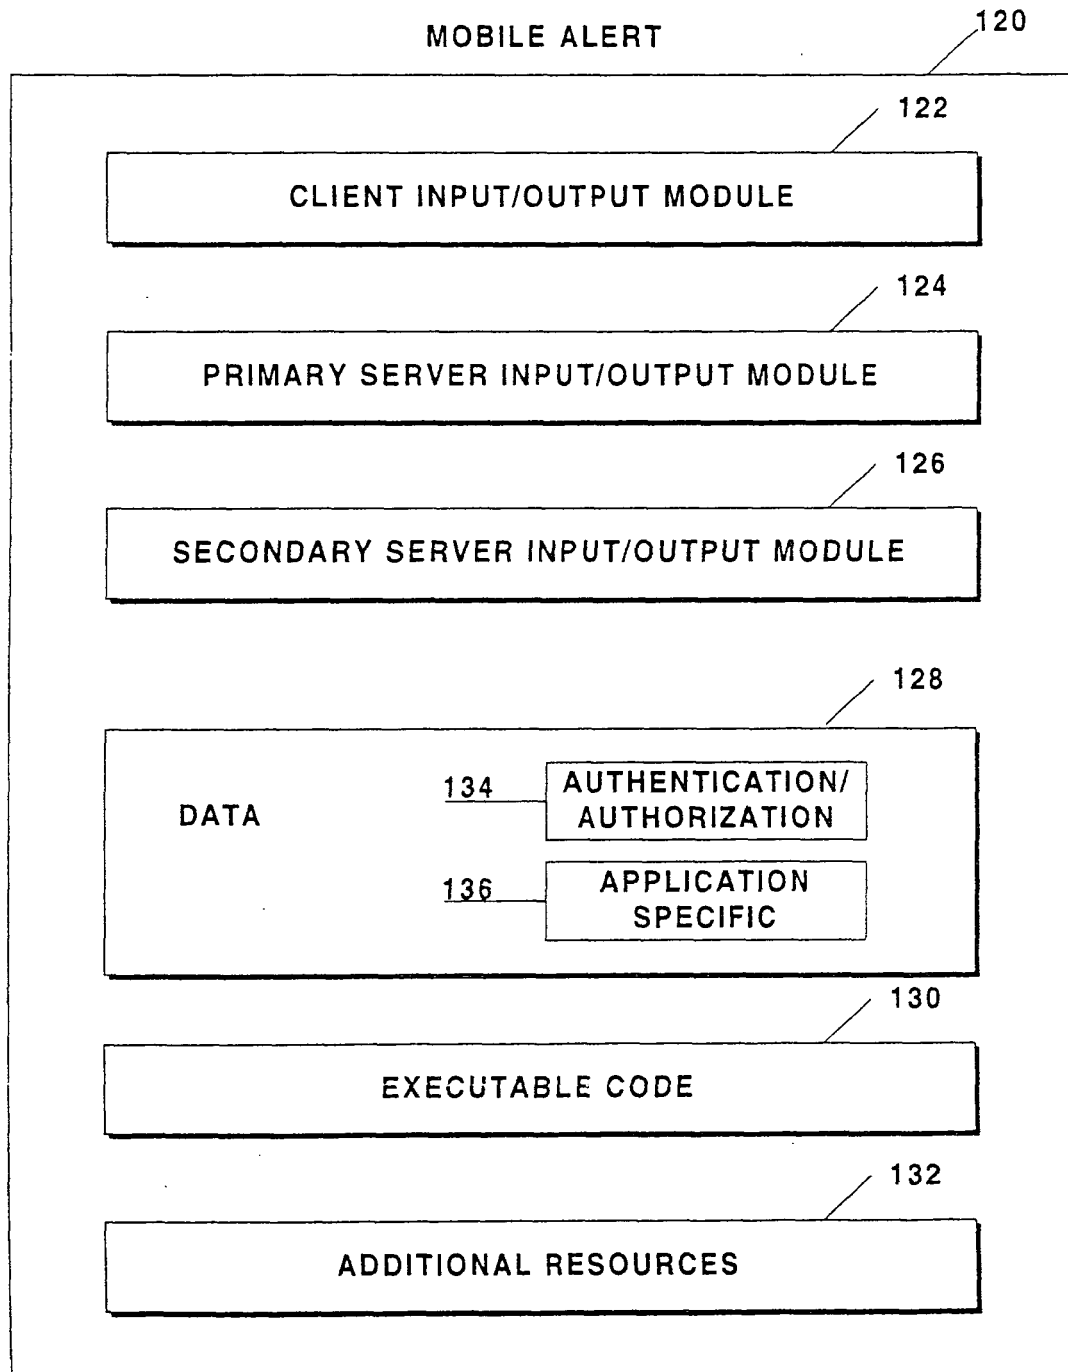 120
MOBILE ALERT
122
CLIENT INPUT/OUTPUT MODULE
124
PRIMARY SERVER INPUT/OUTPUT MODULE
126
SECONDARY SERVER INPUT/OUTPUT MODULE
128
DATA
134
AUTHENTICATION/
AUTHORIZATION
136
APPLICATION
SPECIFIC
130
EXECUTABLE CODE
132
ADDITIONAL RESOURCES